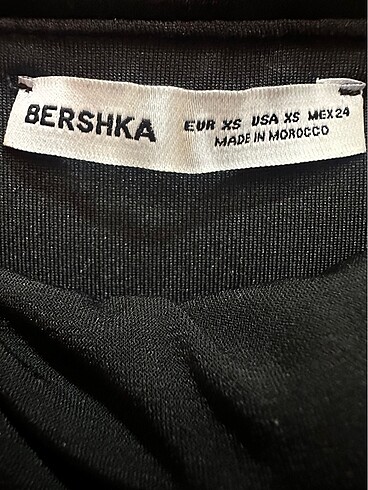 BERSHKA
EUR XS USA XS MEX 24
MADE IN MOROCCO